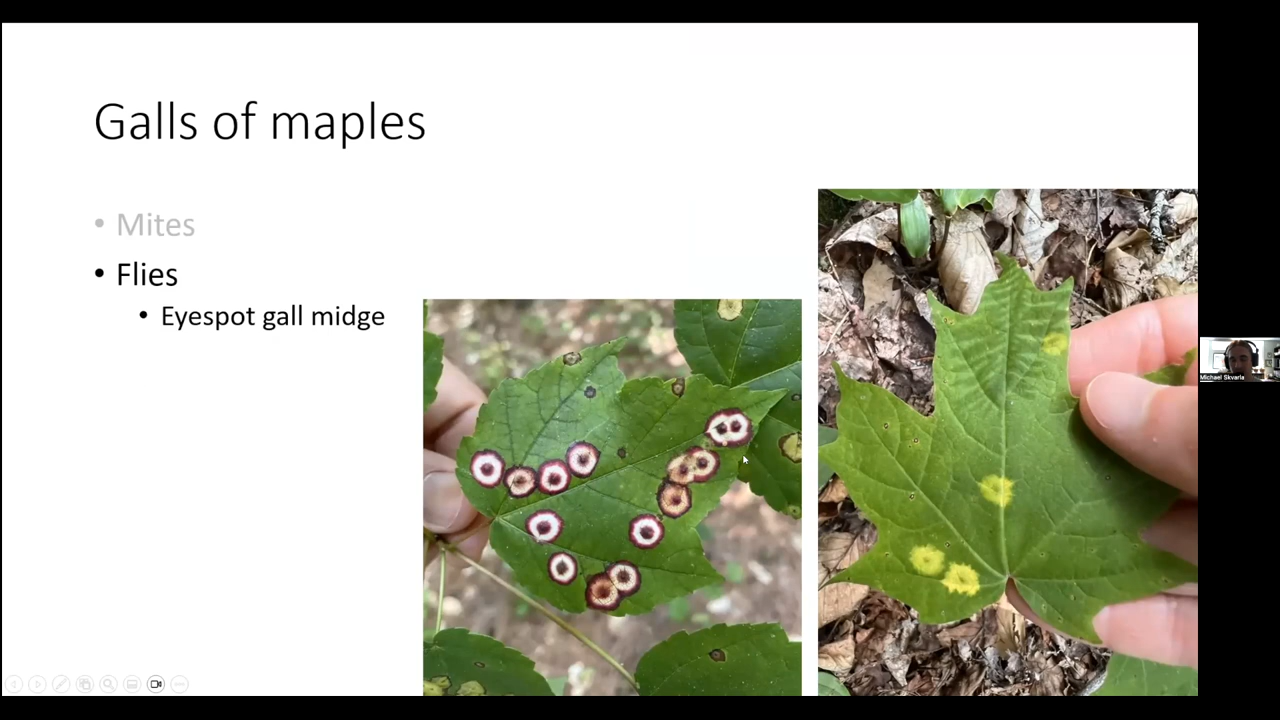 Galls of maples
• Mites
• Flies
• Eyespot gall midge
Michael Skvarla